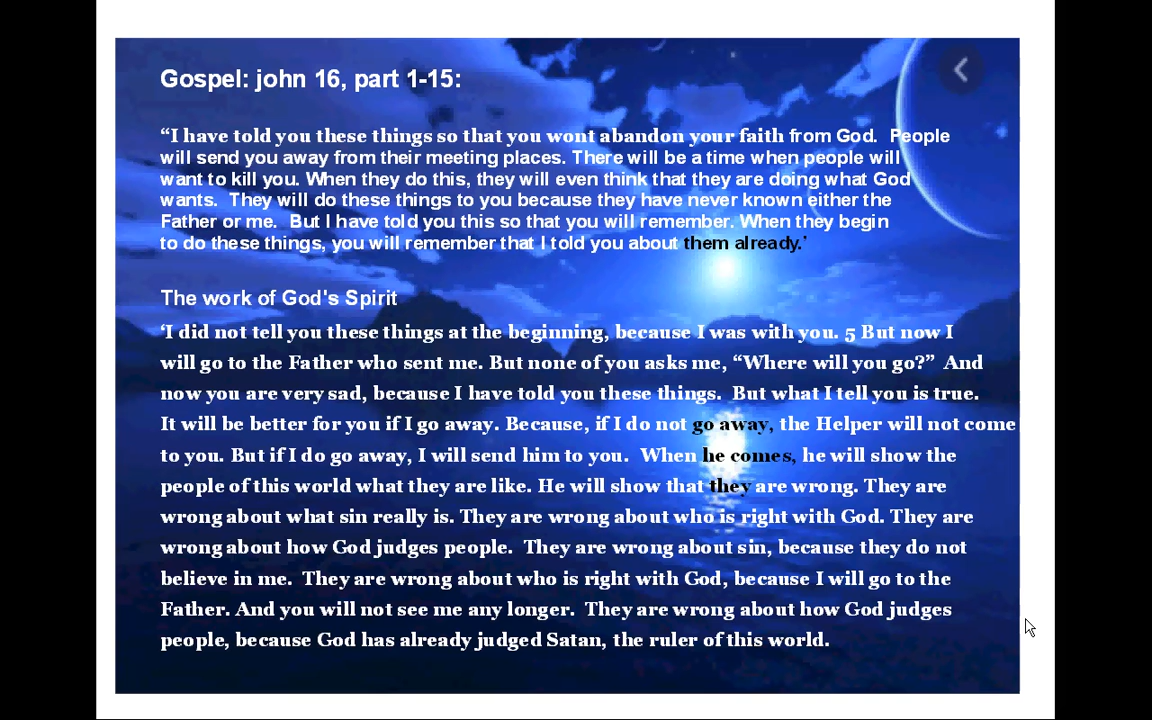 Gospel: john 16, part 1-15:
“I have told you these things so that you wont abandon your faith from God.  People
will send you away from their meeting places. There will be a time when people will
want to kill you. When they do this, they will even think that they are doing what God
wants.  They will do these things to you because they have never known either the
Father or me.  But I have told you this so that you will remember. When they begin
to do these things, you will remember that I told you about them already.’
The work of God's Spirit
‘I did not tell you these things at the beginning, because I was with you. 5 But now I
will go to the Father who sent me. But none of you asks me, “Where will you go?”  And
now you are very sad, because I have told you these things.  But what I tell you is true.
It will be better for you if I go away. Because, if I do not go away, the Helper will not come
to you. But if I do go away, I will send him to you.  When he comes, he will show the
people of this world what they are like. He will show that they are wrong. They are
wrong about what sin really is. They are wrong about who is right with God. They are
wrong about how God judges people.  They are wrong about sin, because they do not
believe in me.  They are wrong about who is right with God, because I will go to the
Father. And you will not see me any longer.  They are wrong about how God judges
people, because God has already judged Satan, the ruler of this world.